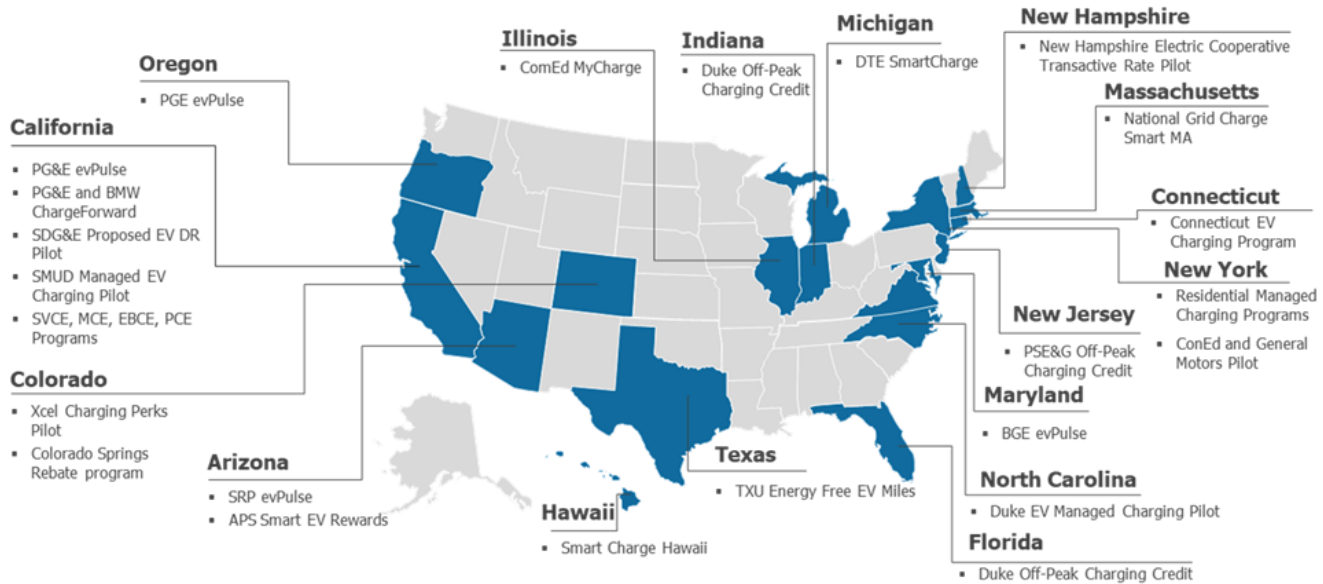 Oregon
▪ PGE evPulse
California
▪ PG&E evPulse
▪ PG&E and BMW
ChargeForward
▪ SDG&E Proposed EV DR
Pilot
▪ SMUD Managed EV
Charging Pilot
▪ SVCE, MCE, EBCE, PCE
Programs
Colorado
▪ Xcel Charging Perks
Pilot
▪ Colorado Springs
Rebate program
Arizona
▪ SRP evPulse
▪ APS Smart EV Rewards
Illinois
▪ ComEd MyCharge
Indiana
▪ Duke Off-Peak
Charging Credit
Michigan
▪ DTE SmartCharge
New Hampshire
▪ New Hampshire Electric Cooperative
Transactive Rate Pilot
Massachusetts
▪ National Grid Charge
Smart MA
Connecticut
▪ Connecticut EV
Charging Program
New York
▪ Residential Managed
Charging Programs
▪ ConEd and General
Motors Pilot
New Jersey
▪ PSE&G Off-Peak
Charging Credit
Maryland
▪ BGE evPulse
Texas
▪ TXU Energy Free EV Miles
Hawaii
▪ Smart Charge Hawaii
North Carolina
▪ Duke EV Managed Charging Pilot
Florida
▪ Duke Off-Peak Charging Credit